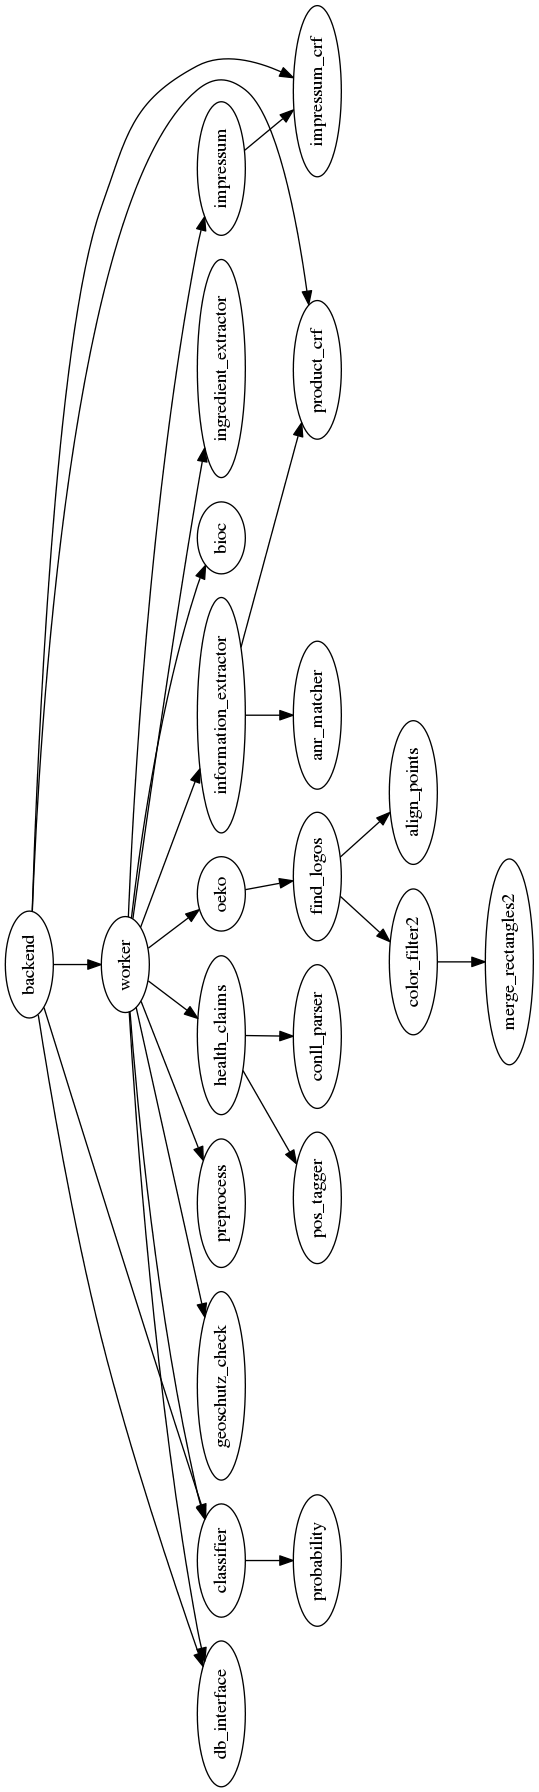 backend
worker
db_interface
classifier
geoschutz_check
preprocess
health_claims
oeko
information_extractor
bioc
ingredient_extractor
impressum
probability
pos_tagger
conll_parser
find_logos
anr_matcher
product_crf
impressum_crf
color_filter2
align_points
merge_rectangles2